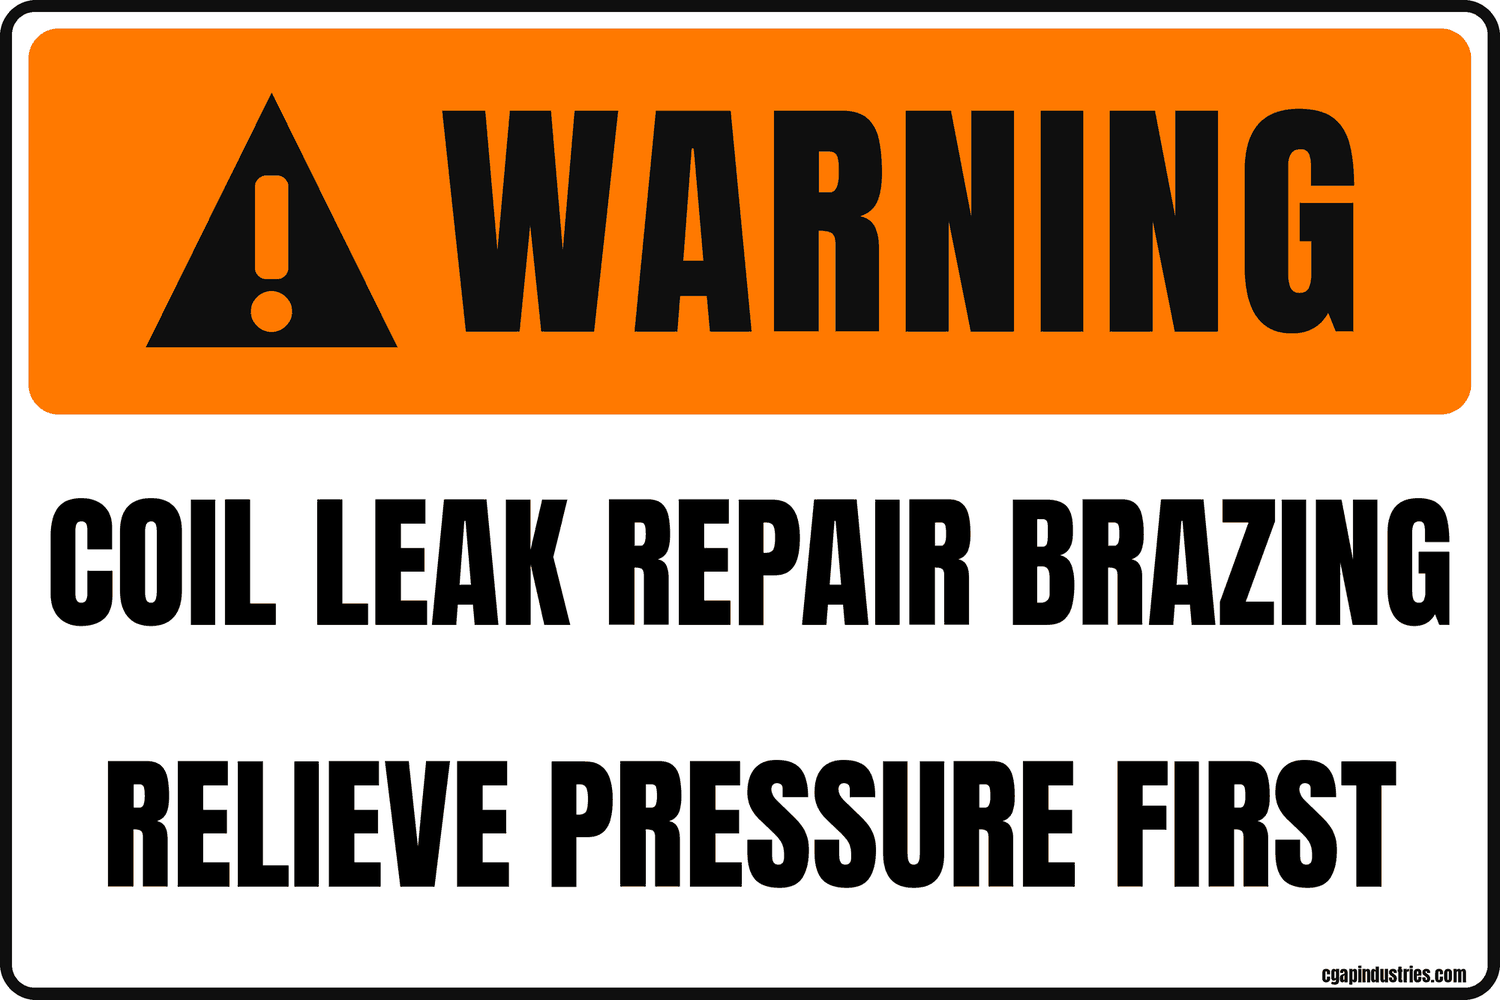 WARNING
COIL LEAK REPAIR BRAZING
RELIEVE PRESSURE FIRST
cgapindustries.com